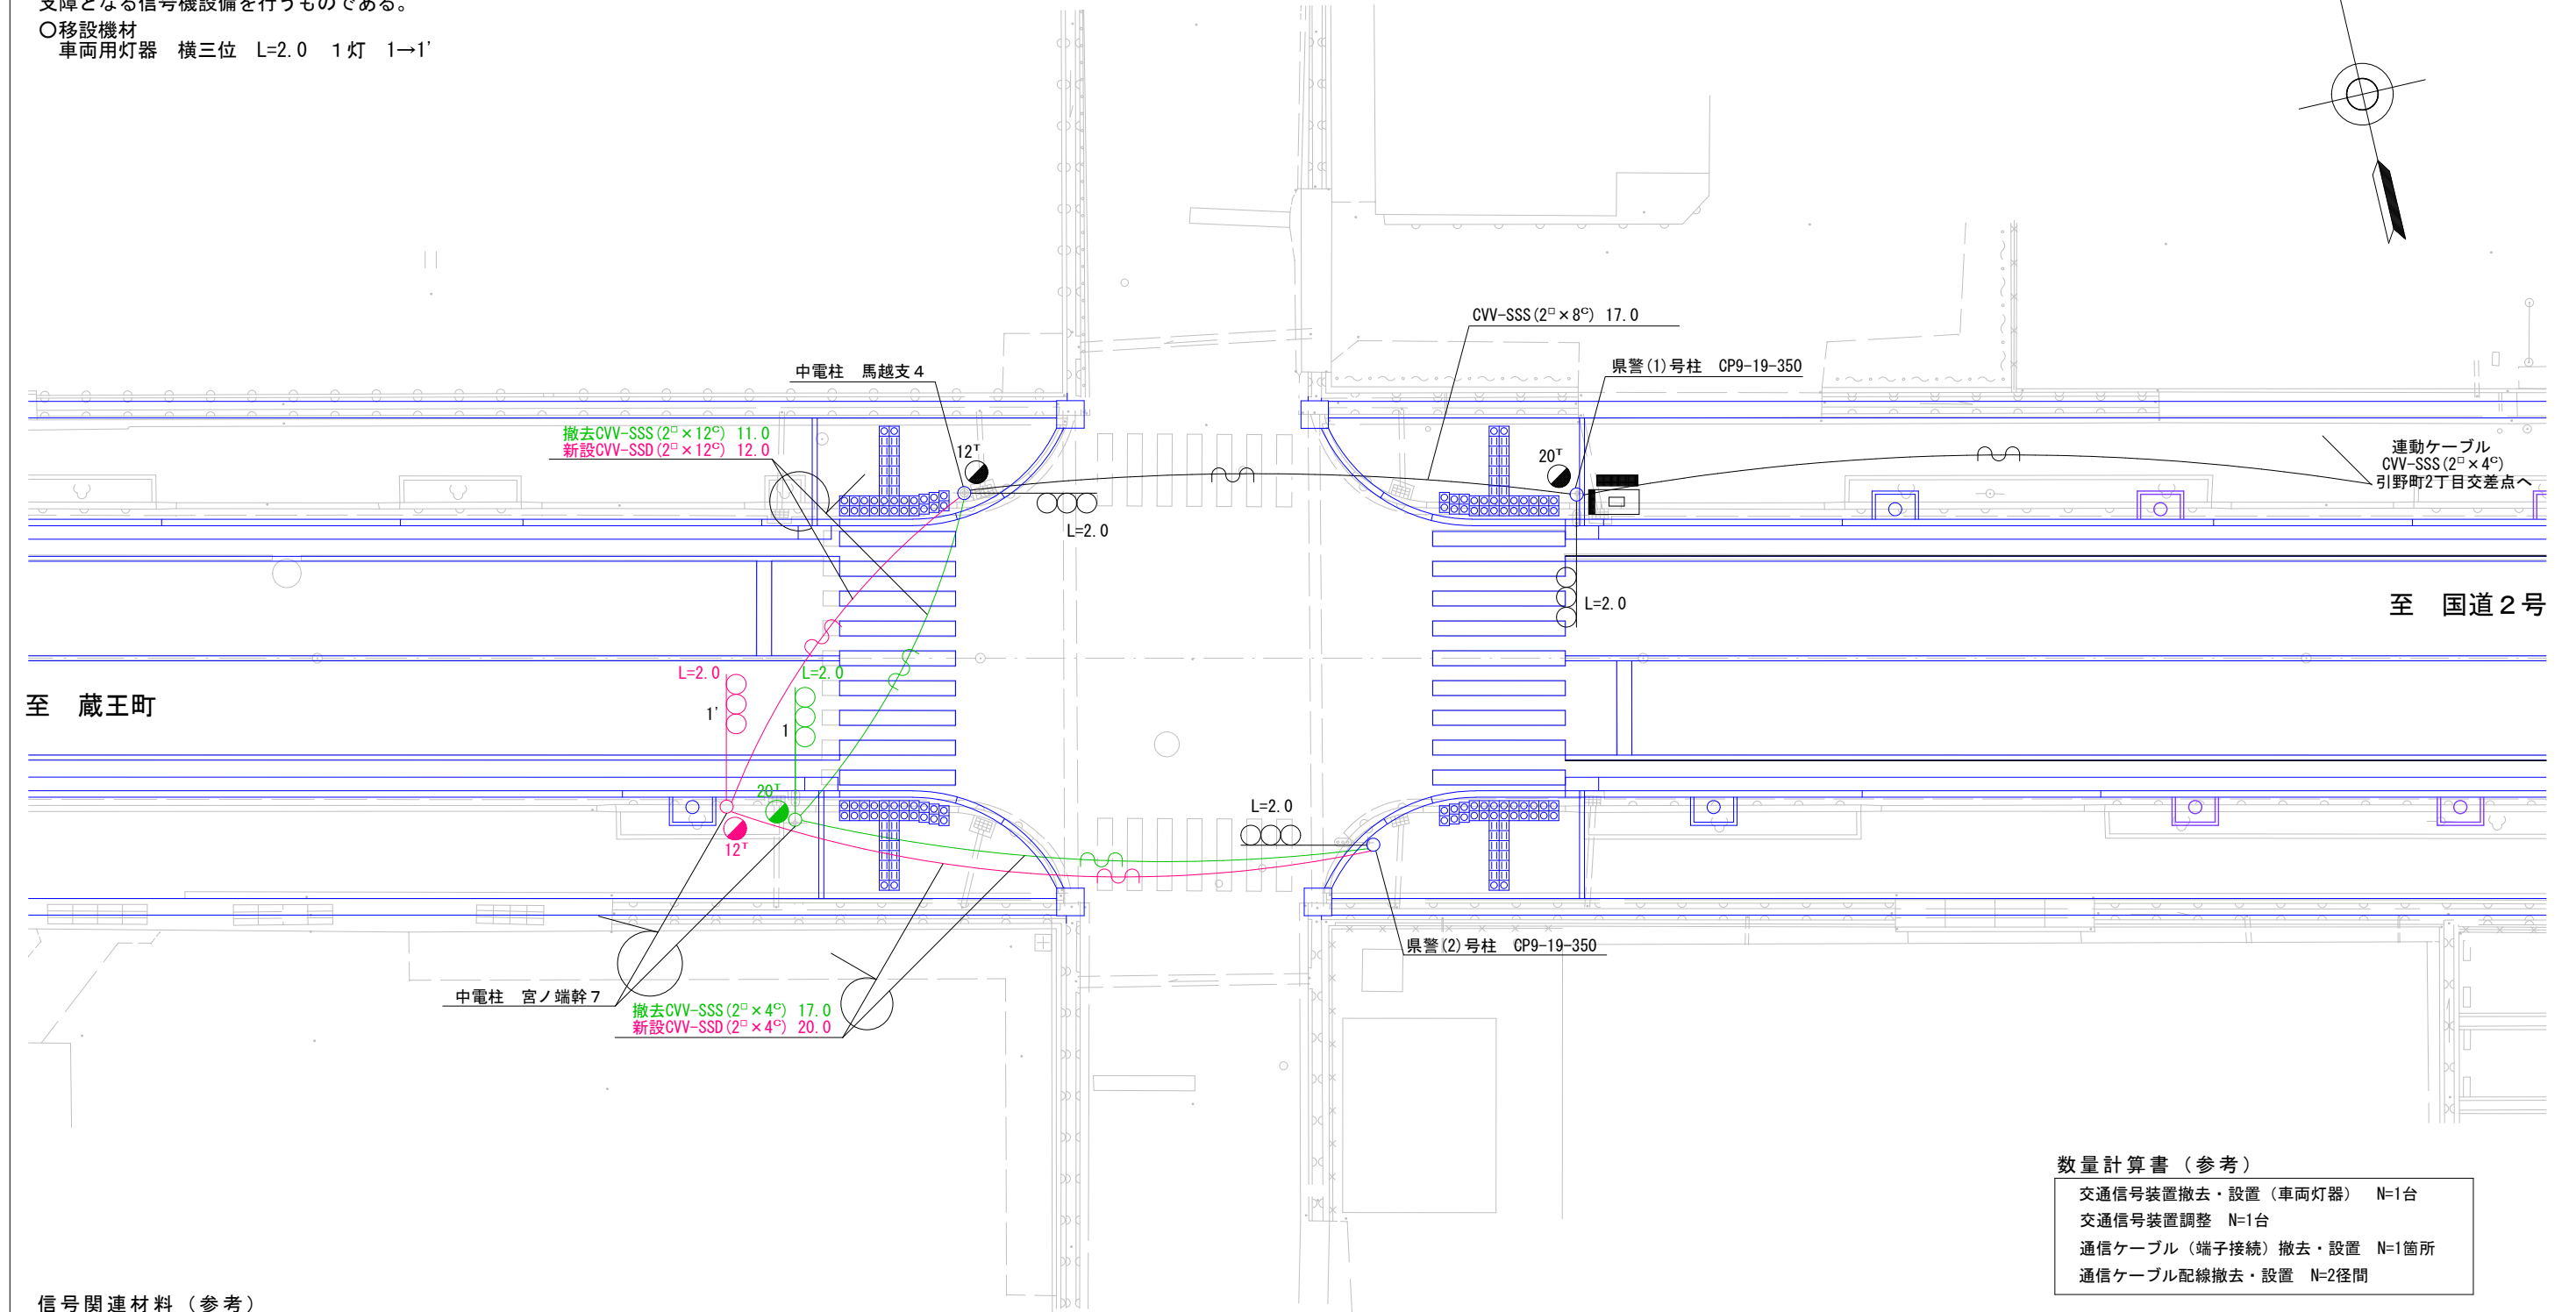 支障となる信号機設備を行うものである。
○移設機材
車両用灯器 横三位 L=2.0 1灯 1→1'
CVV-SSS(2□×8C) 17.0
中電柱 馬越支4
県警(1)号柱 CP9-19-350
撤去CVV-SSS(2□×12C) 11.0
新設CVV-SSD(2□×12C) 12.0
12T
20T
連動ケーブル
CVV-SSS(2□×4C)
引野町2丁目交差点へ
L=2.0
L=2.0
至 国道2号
L=2.0
L=2.0
至 蔵王町
1'
1
20T
12T
L=2.0
県警(2)号柱 CP9-19-350
中電柱 宮ノ端幹7
撤去CVV-SSS(2□×4C) 17.0
新設CVV-SSD(2□×4C) 20.0
数量計算書(参考)
交通信号装置撤去・設置(車両灯器) N=1台
交通信号装置調整 N=1台
通信ケーブル(端子接続)撤去・設置 N=1箇所
通信ケーブル配線撤去・設置 N=2径間
信号関連材料(参考)